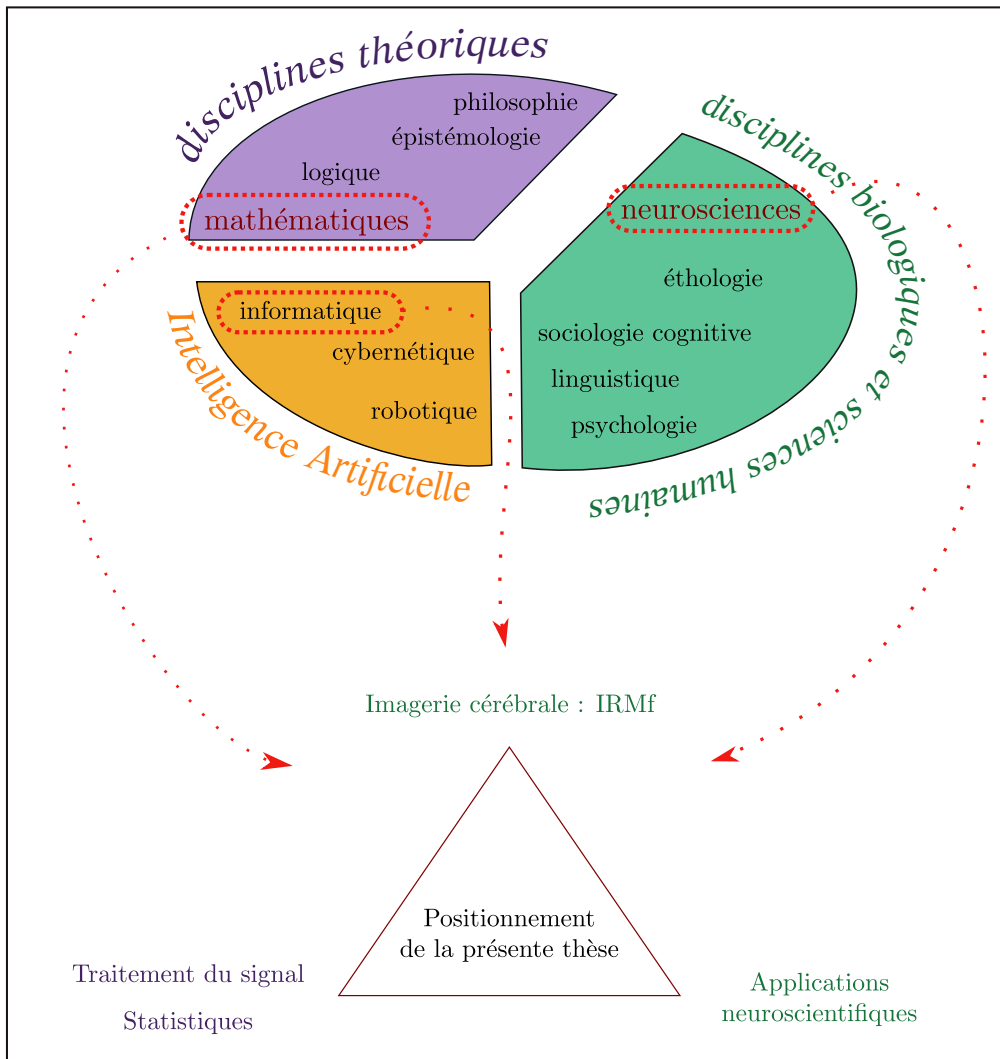 disciplines théoriques
philosophie
épistémologie
logique
mathématiques
disciplines biologiques et sciences humaines
neurosciences
éthologie
sociologie cognitive
linguistique
psychologie
informatique
cybernétique
robotique
Intelligence Artificielle
Imagerie cérébrale : IRMf
Positionnement
de la présente thèse
Traitement du signal
Statistiques
Applications
neuroscientifiques